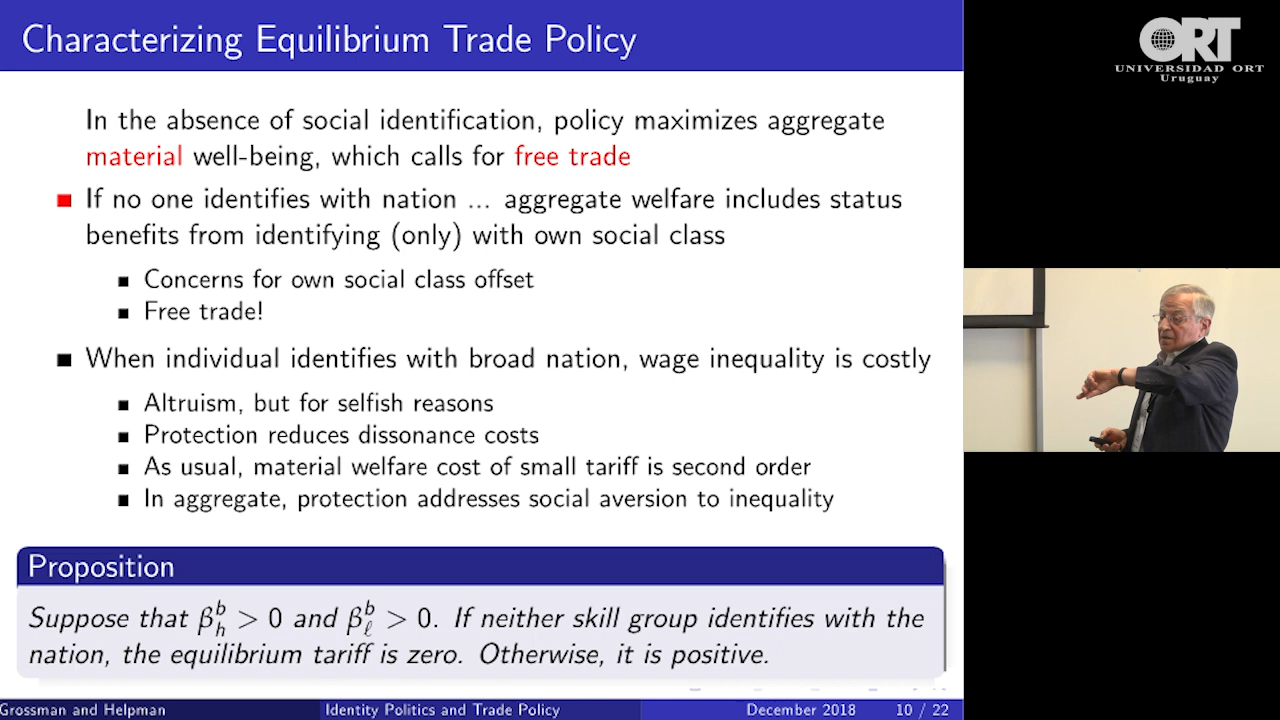 Characterizing Equilibrium Trade Policy
In the absence of social identification, policy maximizes aggregate
material well-being, which calls for free trade
If no one identifies with nation ... aggregate welfare includes status
benefits from identifying (only) with own social class
Concerns for own social class offset
Free trade!
When individual identifies with broad nation, wage inequality is costly
Altruism, but for selfish reasons
Protection reduces dissonance costs
As usual, material welfare cost of small tariff is second order
In aggregate, protection addresses social aversion to inequality
Proposition
Suppose that β_h^b > 0 and β_ℓ^b > 0. If neither skill group identifies with the
nation, the equilibrium tariff is zero. Otherwise, it is positive.
Grossman and Helpman
Identity Politics and Trade Policy
December 2018
10 / 22
ORT
UNIVERSIDAD ORT
Uruguay